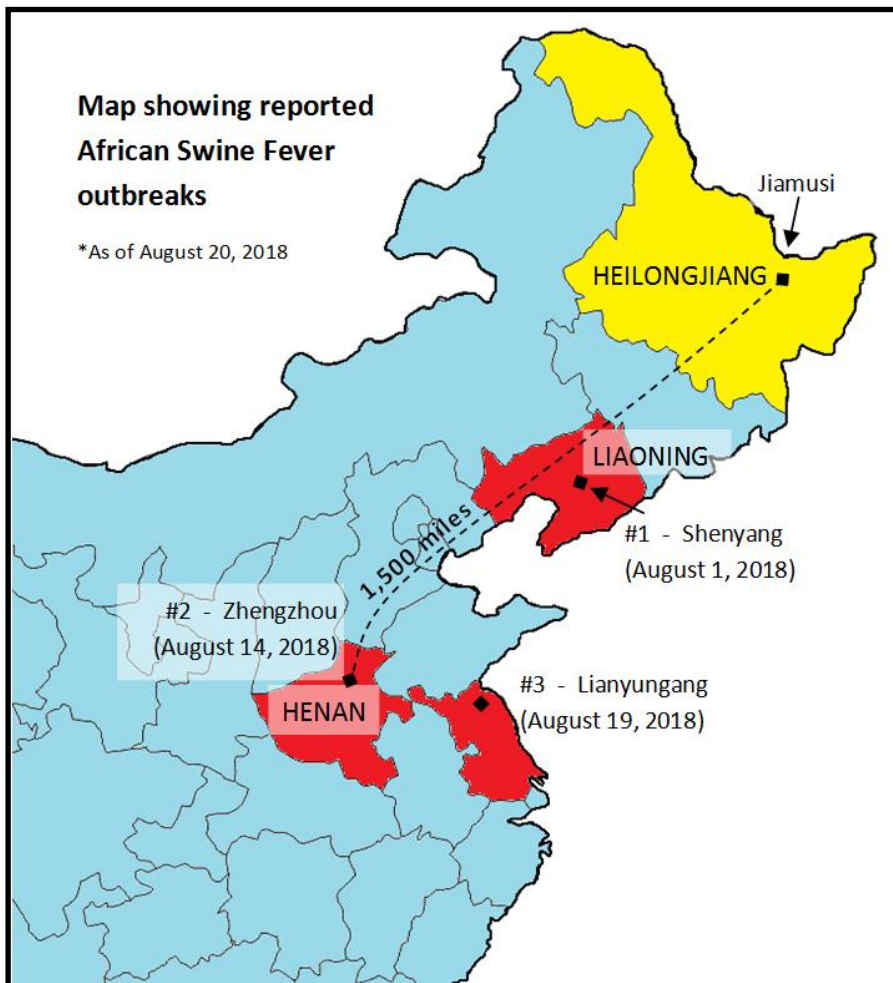 Map showing reported
African Swine Fever
outbreaks
*As of August 20, 2018
Jiamusi
HEILONGJIANG
LIAONING
#1 - Shenyang
(August 1, 2018)
1,500 miles
#2 - Zhengzhou
(August 14, 2018)
HENAN
#3 - Lianyungang
(August 19, 2018)